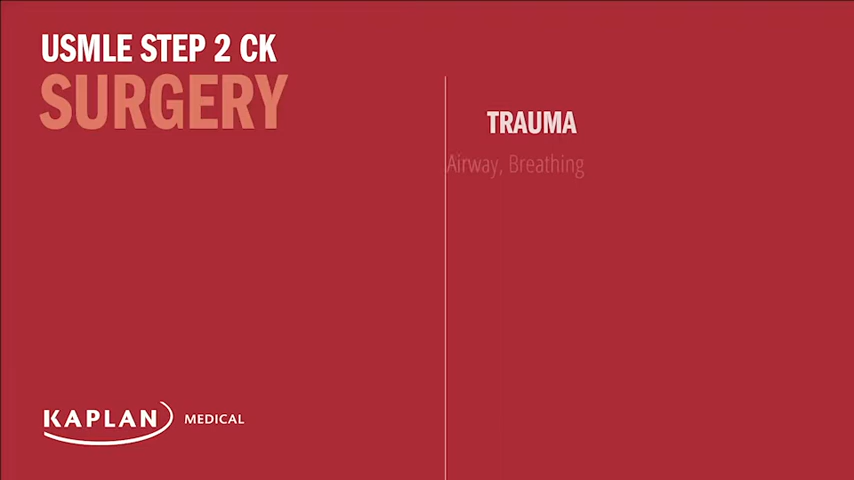 USMLE STEP 2 CK
SURGERY
TRAUMA
Airway, Breathing
KAPLAN MEDICAL